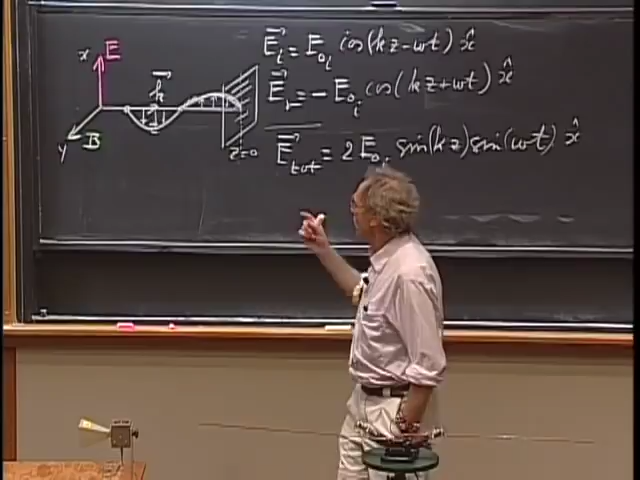 x E
k
y B
z=0
E⃗ᵢ = E₀ᵢ cos(kz-ωt) x̂
E⃗ᵣ = - E₀ᵢ cos(kz+ωt) x̂
E⃗ₜₒₜ = 2 E₀ᵢ sin(kz) sin(ωt) x̂